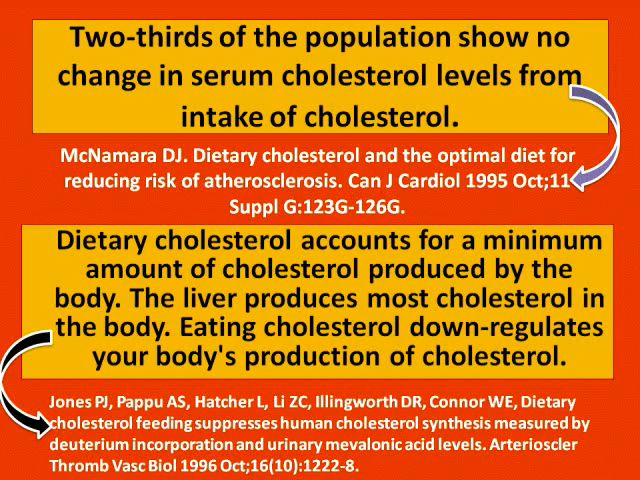 Two-thirds of the population show no
change in serum cholesterol levels from
intake of cholesterol.
McNamara DJ. Dietary cholesterol and the optimal diet for
reducing risk of atherosclerosis. Can J Cardiol 1995 Oct;11
Suppl G:123G-126G.
Dietary cholesterol accounts for a minimum
amount of cholesterol produced by the
body. The liver produces most cholesterol in
the body. Eating cholesterol down-regulates
your body's production of cholesterol.
Jones PJ, Pappu AS, Hatcher L, Li ZC, Illingworth DR, Connor WE, Dietary
cholesterol feeding suppresses human cholesterol synthesis measured by
deuterium incorporation and urinary mevalonic acid levels. Arterioscler
Thromb Vasc Biol 1996 Oct;16(10):1222-8.